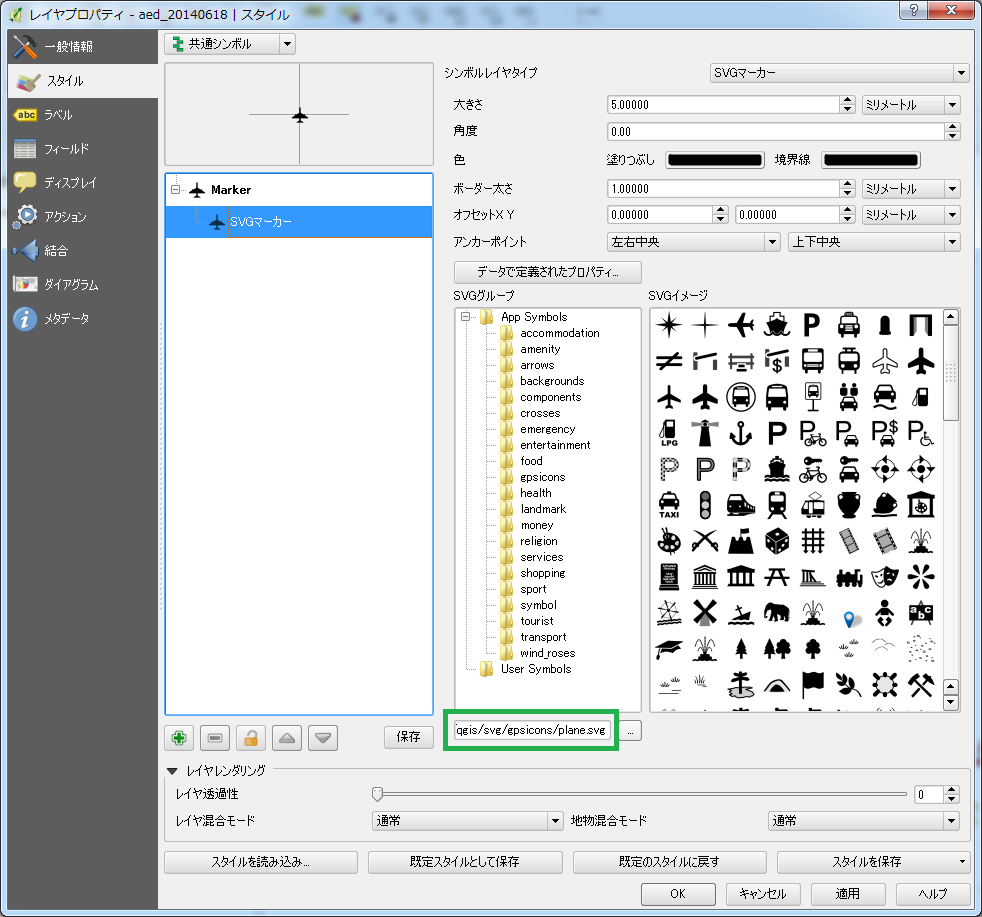 レイヤプロパティ - aed_20140618 | スタイル
一般情報
スタイル
abc ラベル
フィールド
ディスプレイ
アクション
結合
ダイアグラム
メタデータ
共通シンボル
Marker
SVGマーカー
保存
シンボルレイヤタイプ SVGマーカー
大きさ 5.00000 ミリメートル
角度 0.00
色 塗りつぶし 境界線
ボーダー太さ 1.00000 ミリメートル
オフセットX Y 0.00000 0.00000 ミリメートル
アンカーポイント 左右中央 上下中央
データで定義されたプロパティ...
SVGグループ SVGイメージ
App Symbols
accommodation
amenity
arrows
backgrounds
components
crosses
emergency
entertainment
food
gpsicons
health
landmark
money
religion
services
shopping
sport
symbol
tourist
transport
wind_roses
User Symbols
P
LPG P P P P$ P
P P P
TAXI
qgis/svg/gpsicons/plane.svg ...
レイヤレンダリング
レイヤ透過性 0
レイヤ混合モード 通常 地物混合モード 通常
スタイルを読み込み... 既定スタイルとして保存 既定のスタイルに戻す スタイルを保存
OK キャンセル 適用 ヘルプ